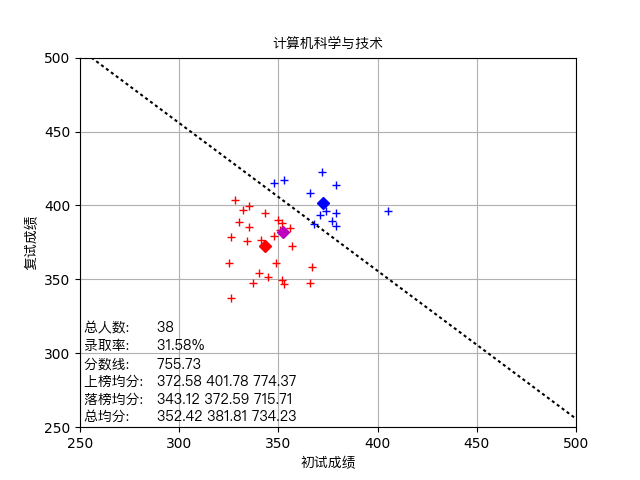 计算机科学与技术
500
450
400
350
300
250
复试成绩
总人数: 38
录取率: 31.58%
分数线: 755.73
上榜均分: 372.58 401.78 774.37
落榜均分: 343.12 372.59 715.71
总均分: 352.42 381.81 734.23
250 300 350 400 450 500
初试成绩